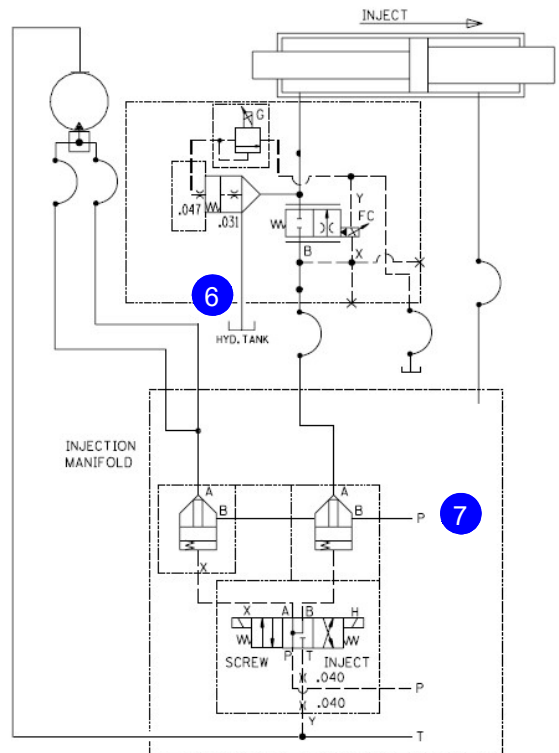 INJECT
G
.047
.031
Y
FC
B
X
6
HYD. TANK
INJECTION
MANIFOLD
A
A
B
B
P
7
X
X
A
B
H
P
T
SCREW
INJECT
.040
P
.040
Y
T